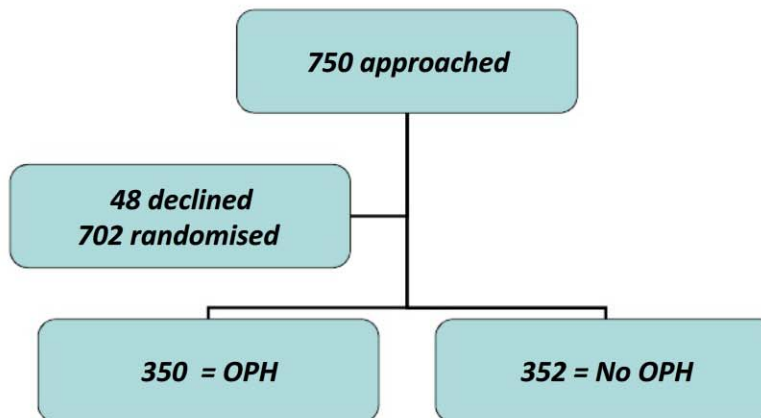 750 approached
48 declined
702 randomised
350 = OPH
352 = No OPH